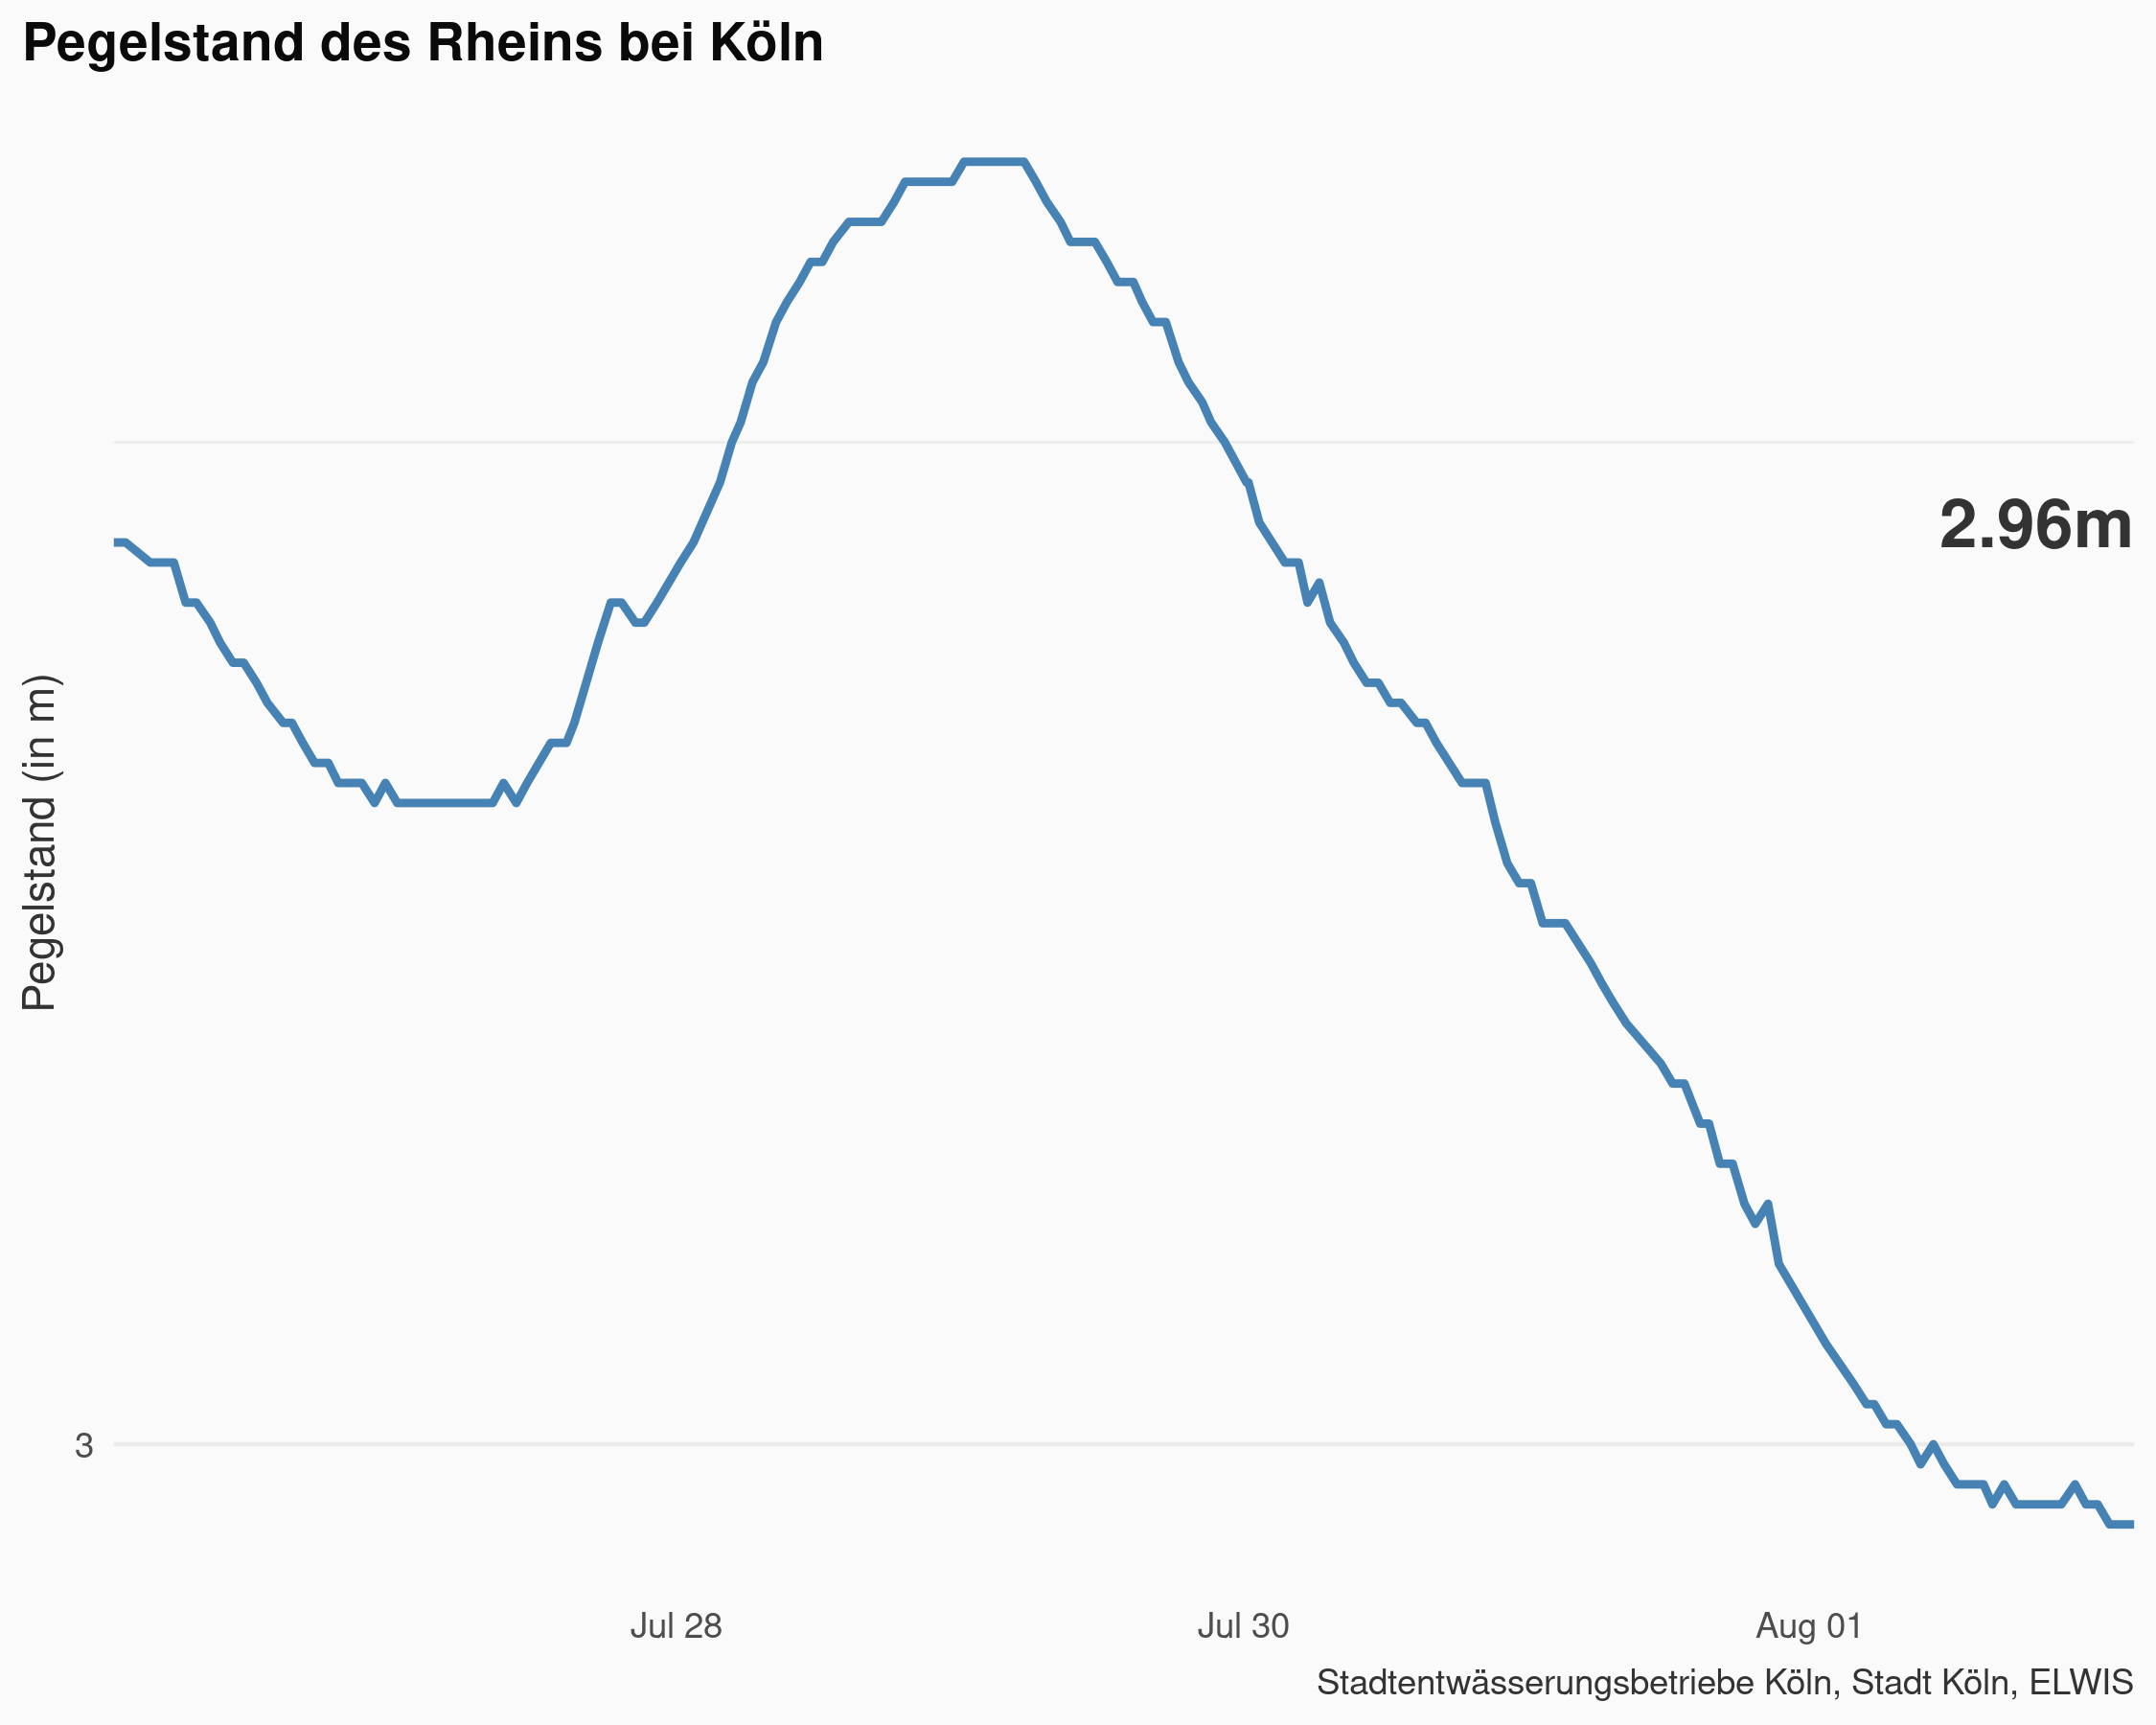 Pegelstand des Rheins bei Köln
2.96m
Pegelstand (in m)
3
Jul 28
Jul 30
Aug 01
Stadtentwässerungsbetriebe Köln, Stadt Köln, ELWIS